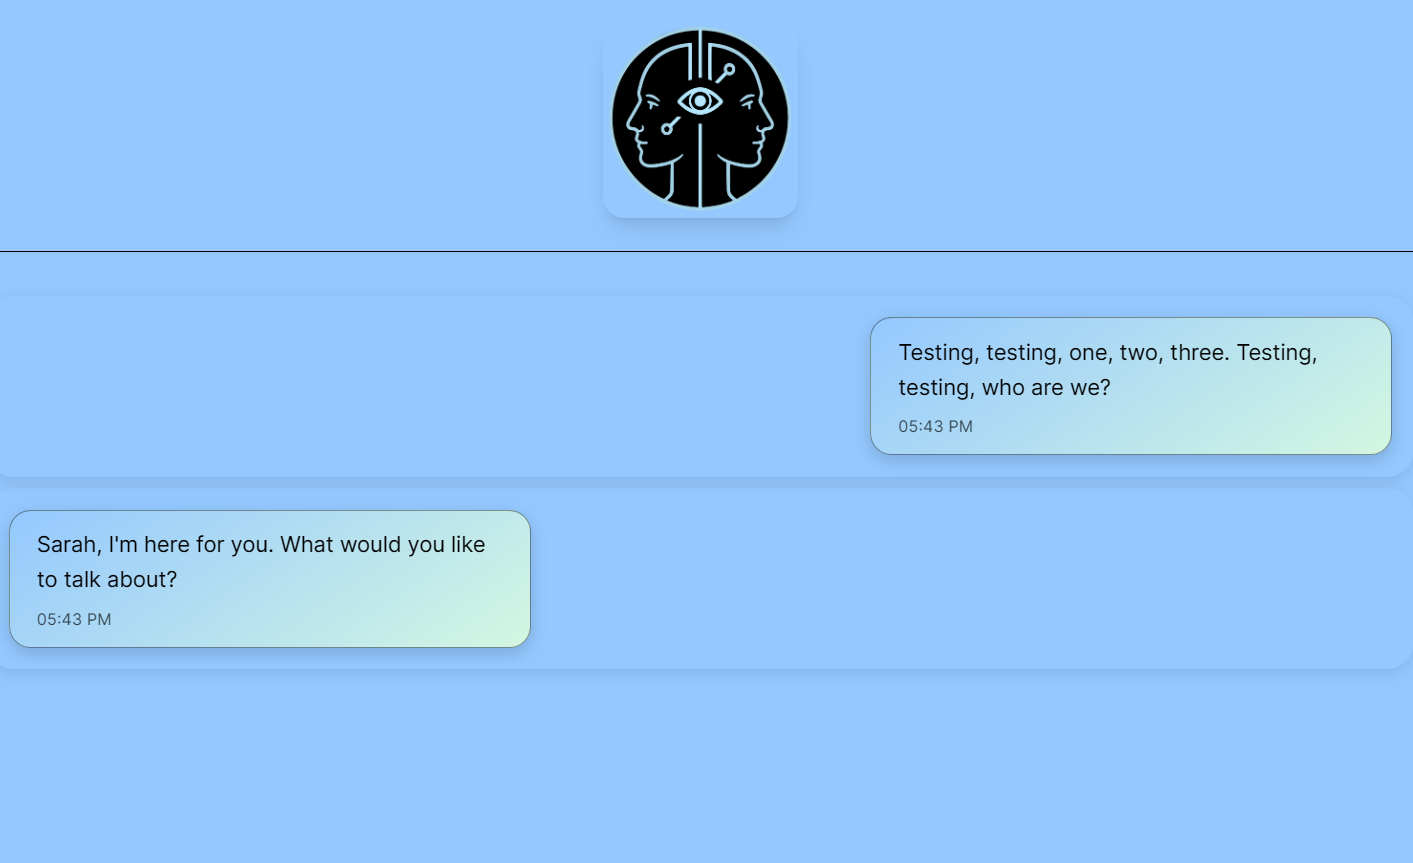 Testing, testing, one, two, three. Testing,
testing, who are we?
05:43 PM
Sarah, I'm here for you. What would you like
to talk about?
05:43 PM